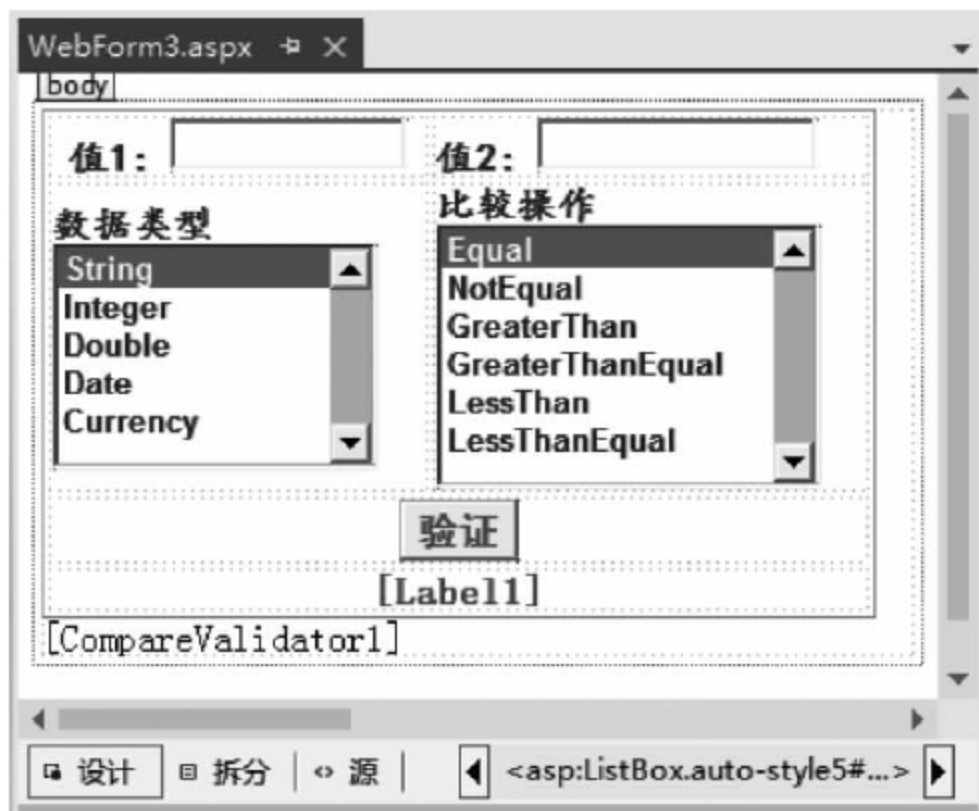 WebForm3.aspx
body
值1: 值2:
数据类型
String
Integer
Double
Date
Currency
比较操作
Equal
NotEqual
GreaterThan
GreaterThanEqual
LessThan
LessThanEqual
验证
[Label1]
[CompareValidator1]
设计 拆分 源 <asp:ListBox.auto-style5#...>